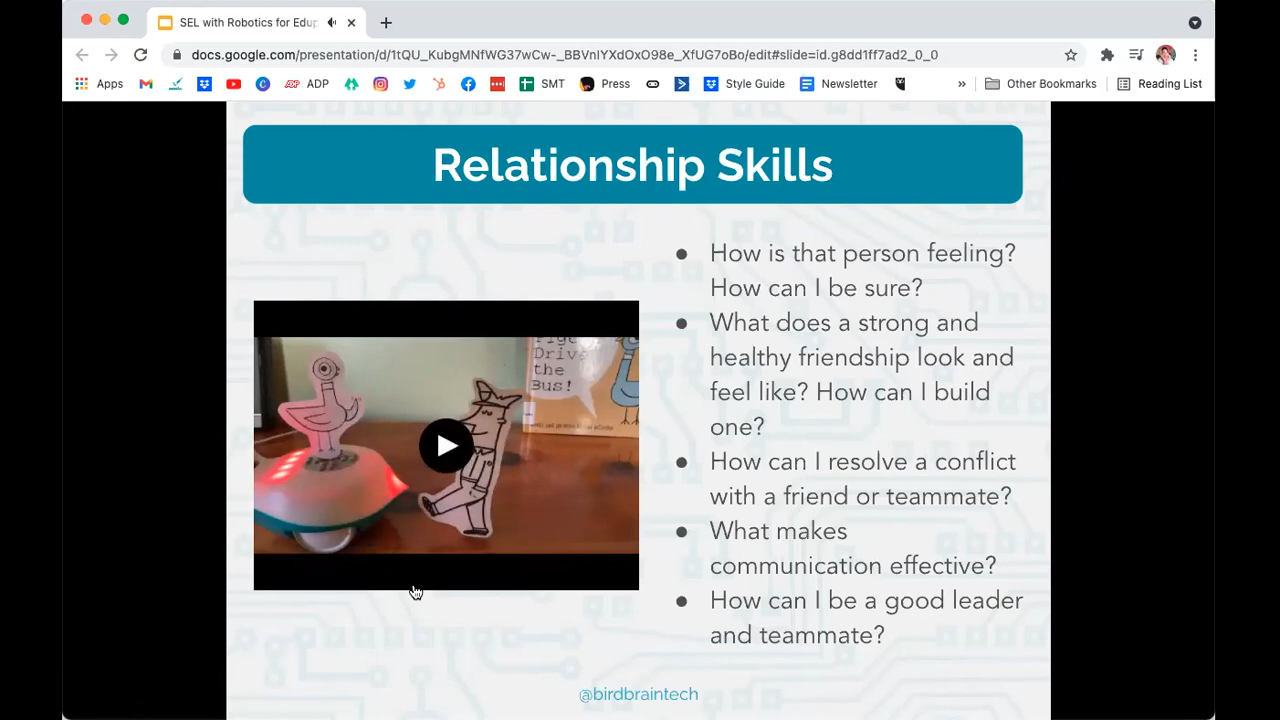 SEL with Robotics for Edup
docs.google.com/presentation/d/1tQU_KubgMNfWG37wCw-_BBVnIYXdOxO98e_XfUG7oBo/edit#slide=id.g8dd1ff7ad2_0_0
Apps ADP SMT Press Style Guide Newsletter » Other Bookmarks Reading List
Relationship Skills
Drive
the
Bus!
● How is that person feeling?
How can I be sure?
● What does a strong and
healthy friendship look and
feel like? How can I build
one?
● How can I resolve a conflict
with a friend or teammate?
● What makes
communication effective?
● How can I be a good leader
and teammate?
@birdbraintech